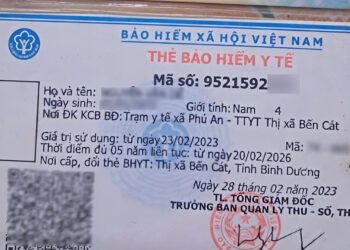 BẢO HIỂM XÃ HỘI VIỆT NAM
THẺ BẢO HIỂM Y TẾ
Mã số: 9521592
Họ và tên:
Ngày sinh: Giới tính: Nam 4
Nơi ĐK KCB BĐ: Trạm y tế xã Phú An - TTYT Thị xã Bến Cát
Giá trị sử dụng: từ ngày 23/02/2023 Mã:
Thời điểm đủ 05 năm liên tục: từ ngày 20/02/2026
Nơi cấp, đổi thẻ BHYT: Thị xã Bến Cát, Tỉnh Bình Dương
Ngày 28 tháng 02 năm 2023
TL. TỔNG GIÁM ĐỐC
TRƯỞNG BAN QUẢN LÝ THU - SỔ, TH